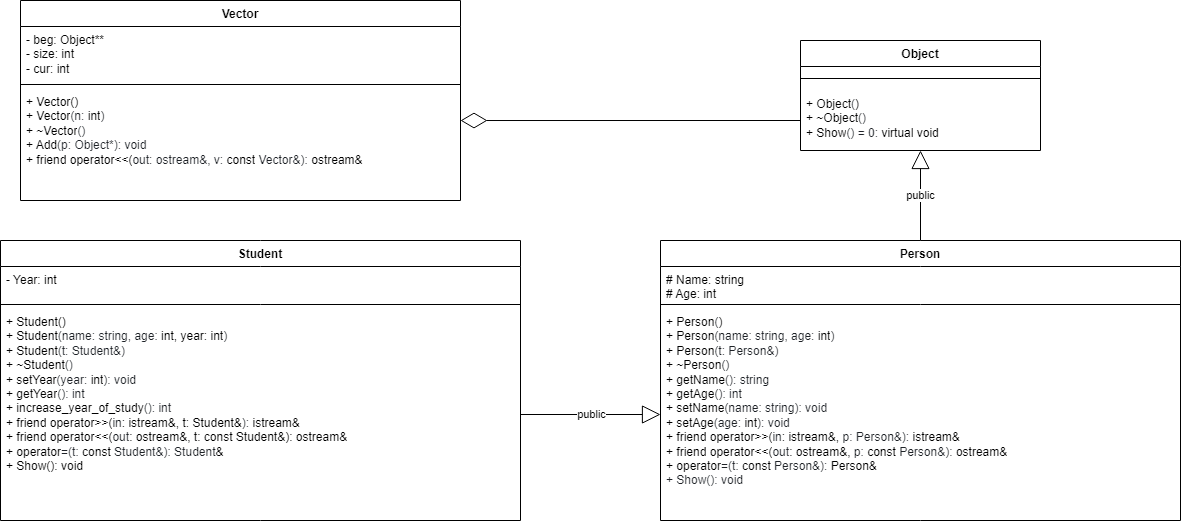 Vector
- beg: Object**
- size: int
- cur: int
+ Vector()
+ Vector(n: int)
+ ~Vector()
+ Add(p: Object*): void
+ friend operator<<(out: ostream&, v: const Vector&): ostream&
Object
+ Object()
+ ~Object()
+ Show() = 0: virtual void
public
Student
- Year: int
+ Student()
+ Student(name: string, age: int, year: int)
+ Student(t: Student&)
+ ~Student()
+ setYear(year: int): void
+ getYear(): int
+ increase_year_of_study(): int
+ friend operator>>(in: istream&, t: Student&): istream&
+ friend operator<<(out: ostream&, t: const Student&): ostream&
+ operator=(t: const Student&): Student&
+ Show(): void
public
Person
# Name: string
# Age: int
+ Person()
+ Person(name: string, age: int)
+ Person(t: Person&)
+ ~Person()
+ getName(): string
+ getAge(): int
+ setName(name: string): void
+ setAge(age: int): void
+ friend operator>>(in: istream&, p: Person&): istream&
+ friend operator<<(out: ostream&, p: const Person&): ostream&
+ operator=(t: const Person&): Person&
+ Show(): void